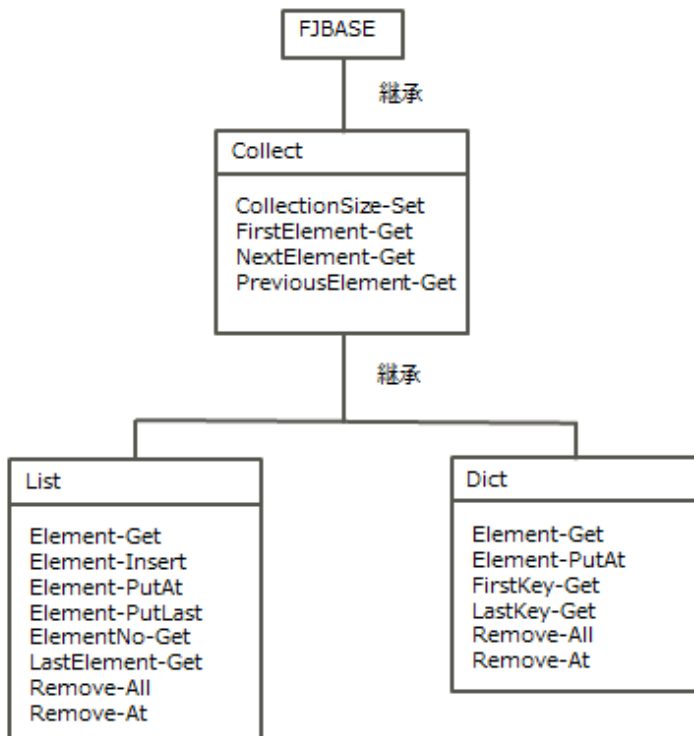 FJBASE
継承
Collect
CollectionSize-Set
FirstElement-Get
NextElement-Get
PreviousElement-Get
継承
List
Element-Get
Element-Insert
Element-PutAt
Element-PutLast
ElementNo-Get
LastElement-Get
Remove-All
Remove-At
Dict
Element-Get
Element-PutAt
FirstKey-Get
LastKey-Get
Remove-All
Remove-At